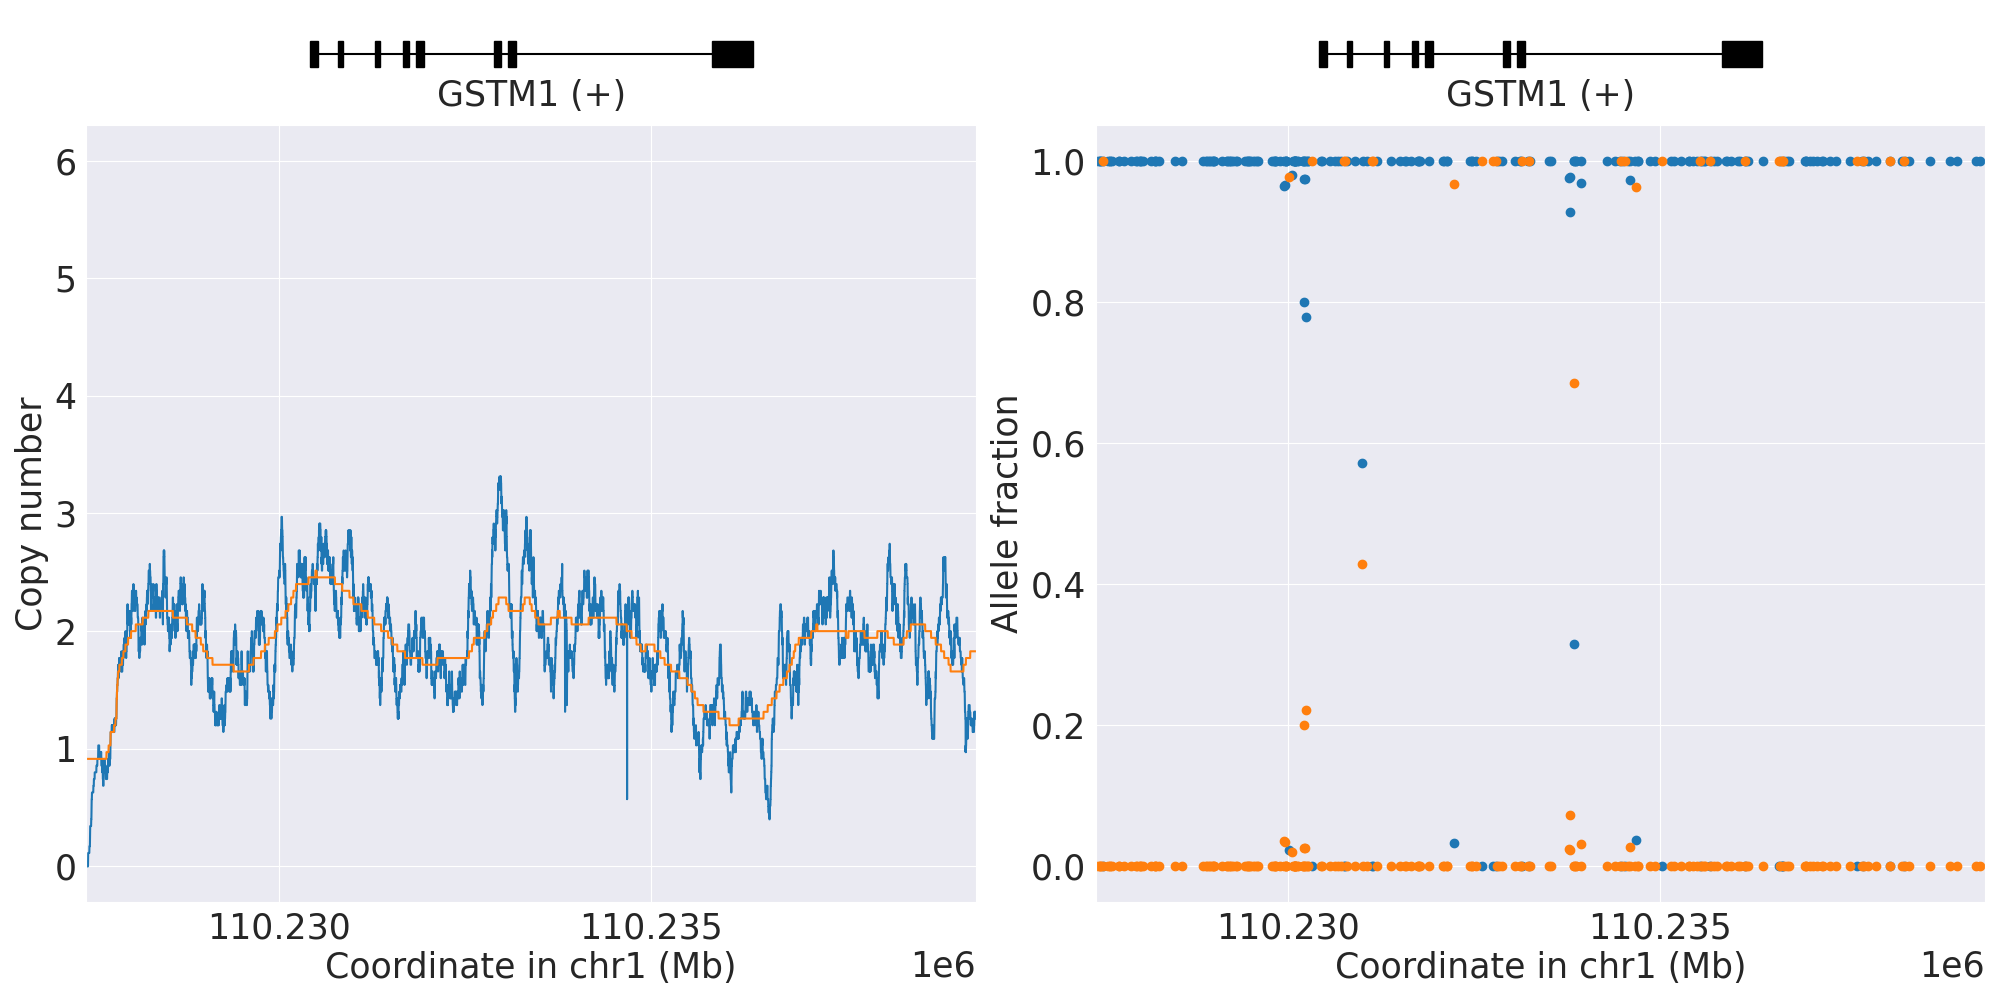 GSTM1 (+)
6
5
4
3
2
1
0
Copy number
110.230
110.235
Coordinate in chr1 (Mb)
1e6
GSTM1 (+)
1.0
0.8
0.6
0.4
0.2
0.0
Allele fraction
110.230
110.235
Coordinate in chr1 (Mb)
1e6